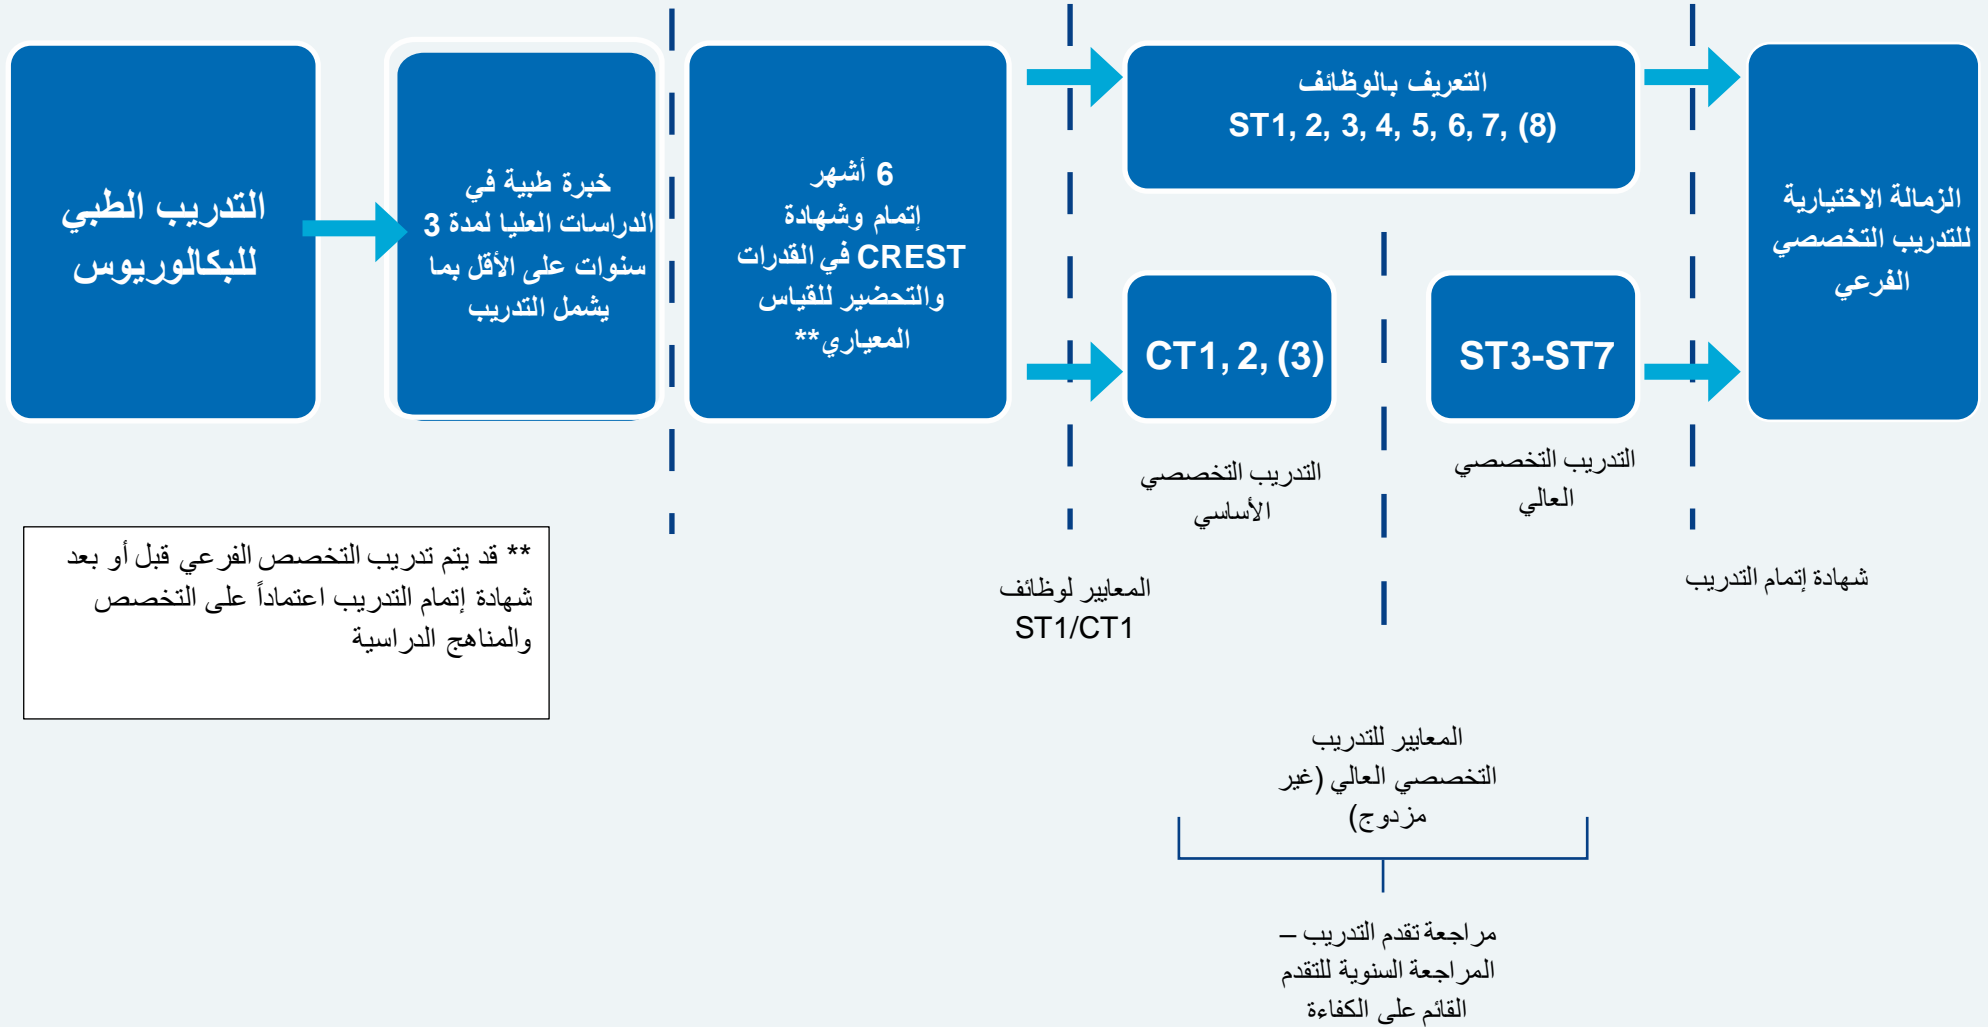 التدريب الطبي
للبكالوريوس
خبرة طبية في
الدراسات العليا لمدة 3
سنوات على الأقل بما
يشمل التدريب
6 أشهر
إتمام وشهادة
CREST في القدرات
والتحضير للقياس
المعياري**
التعريف بالوظائف
ST1, 2, 3, 4, 5, 6, 7, (8)
CT1, 2, (3)
ST3-ST7
الزمالة الاختيارية
للتدريب التخصصي
الفرعي
التدريب التخصصي
الأساسي
التدريب التخصصي
العالي
** قد يتم تدريب التخصص الفرعي قبل أو بعد
شهادة إتمام التدريب اعتماداً على التخصص
والمناهج الدراسية
المعايير لوظائف
ST1/CT1
شهادة إتمام التدريب
المعايير للتدريب
التخصصي العالي (غير
مزدوج)
مراجعة تقدم التدريب –
المراجعة السنوية للتقدم
القائم على الكفاءة